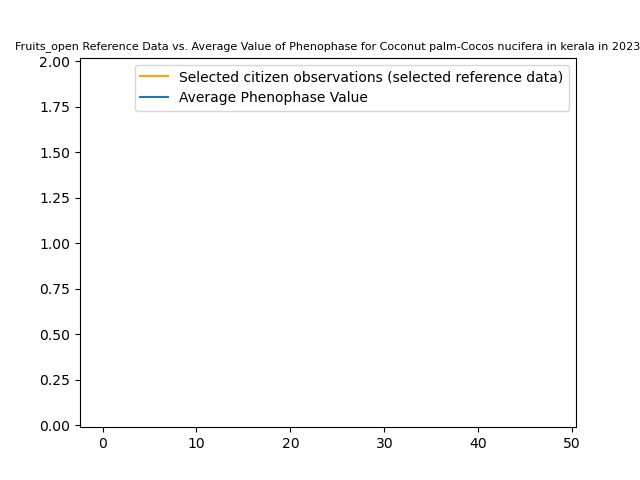 Fruits_open Reference Data vs. Average Value of Phenophase for Coconut palm-Cocos nucifera in kerala in 2023
Selected citizen observations (selected reference data)
Average Phenophase Value
2.00
1.75
1.50
1.25
1.00
0.75
0.50
0.25
0.00
0 10 20 30 40 50